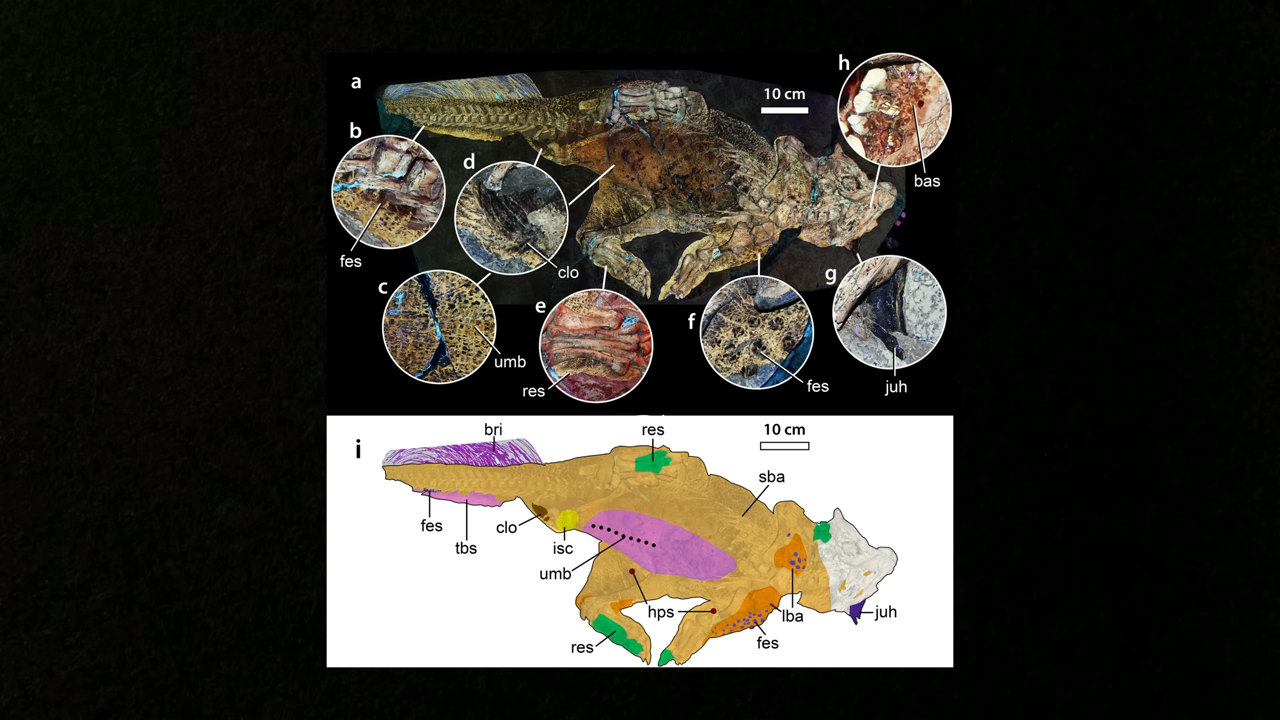 a
10 cm
h
b
d
bas
fes
clo
c
e
f
g
umb
res
fes
juh
i
bri
res
10 cm
sba
fes
tbs
clo
isc
umb
hps
lba
juh
res
fes